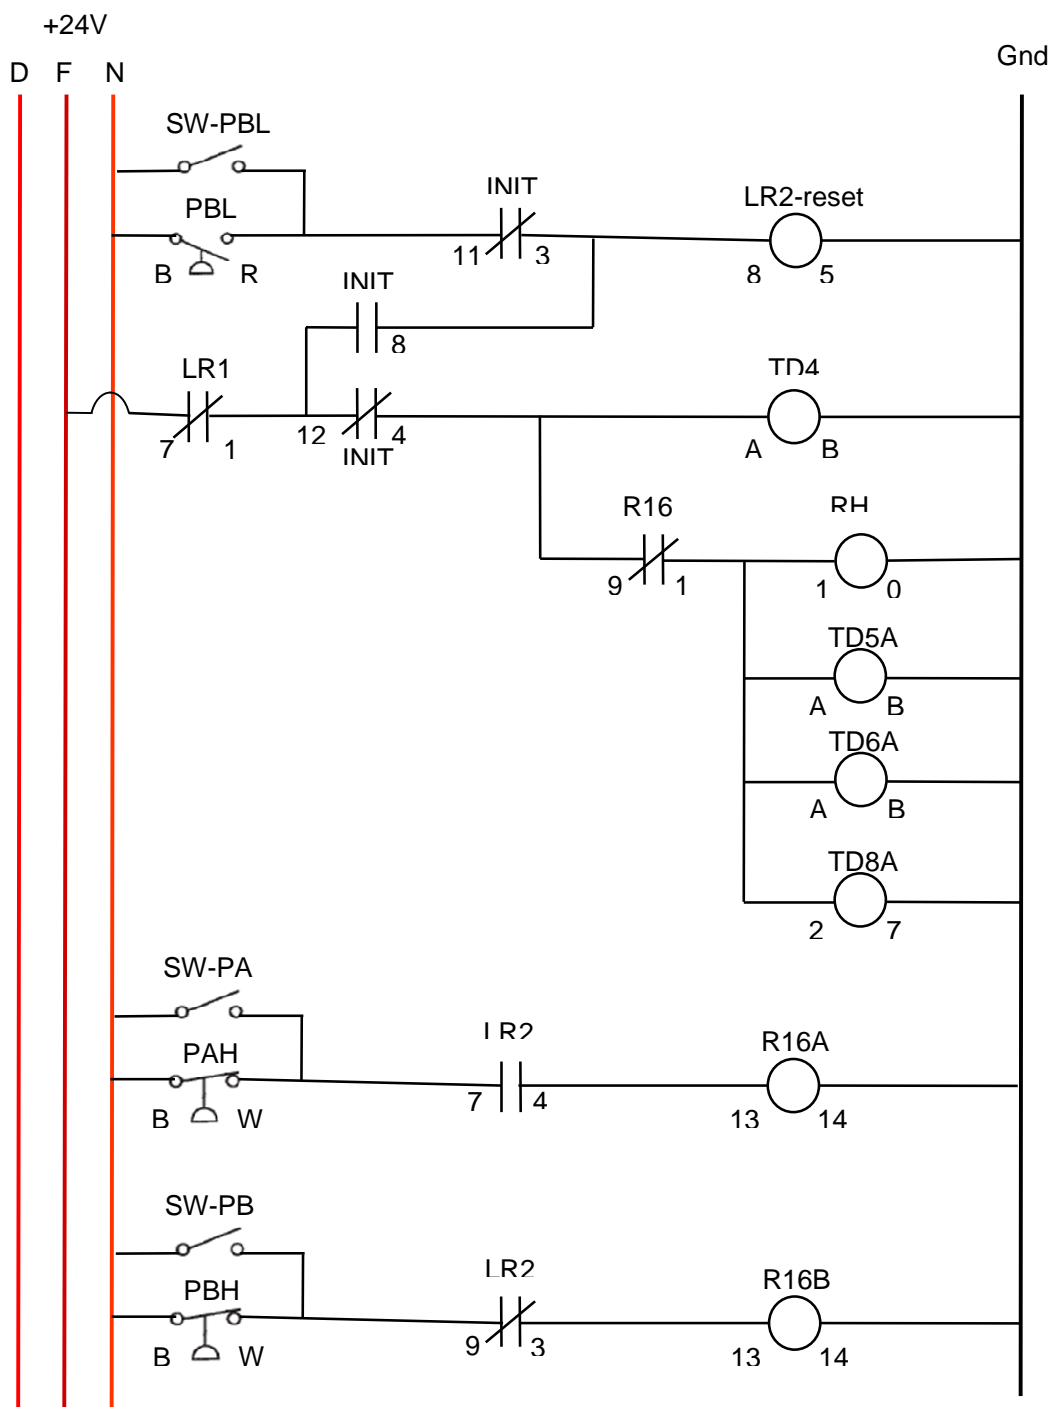 +24V
D F N
Gnd
SW-PBL
PBL
INIT
LR2-reset
B R
11 3
8 5
INIT
8
LR1
TD4
7 1
12 4
A B
INIT
R16
RH
9 1
1 0
TD5A
A B
TD6A
A B
TD8A
2 7
SW-PA
PAH
LR2
R16A
B W
7 4
13 14
SW-PB
PBH
LR2
R16B
B W
9 3
13 14